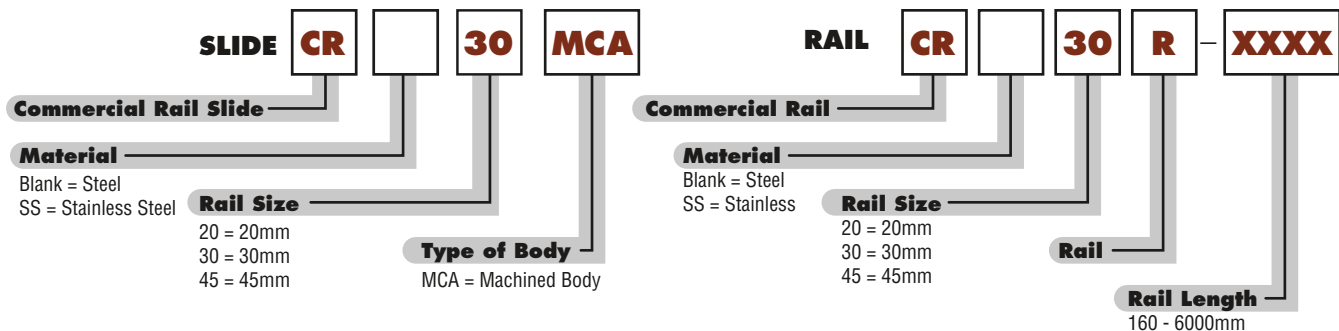 SLIDE CR 30 MCA
Commercial Rail Slide
Material
Blank = Steel
SS = Stainless Steel
Rail Size
20 = 20mm
30 = 30mm
45 = 45mm
Type of Body
MCA = Machined Body
RAIL CR 30 R – XXXX
Commercial Rail
Material
Blank = Steel
SS = Stainless
Rail Size
20 = 20mm
30 = 30mm
45 = 45mm
Rail
Rail Length
160 - 6000mm